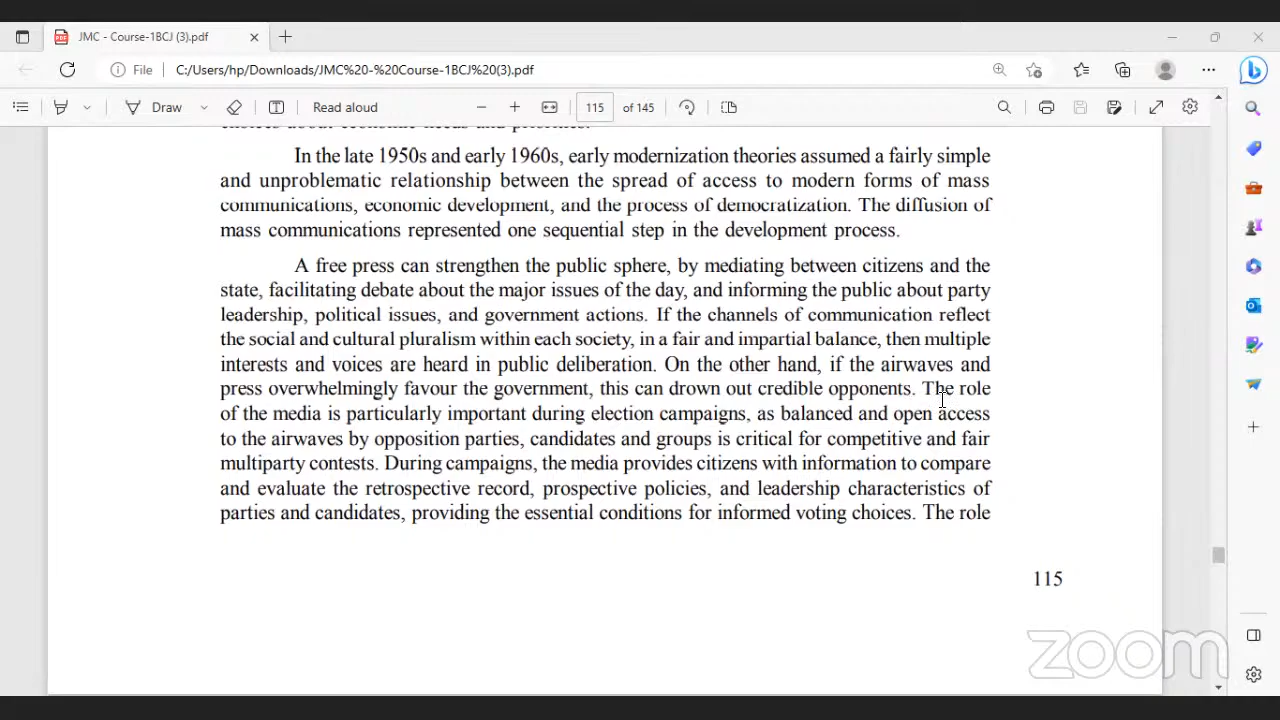 JMC - Course-1BCJ (3).pdf
File C:/Users/hp/Downloads/JMC%20-%20Course-1BCJ%20(3).pdf
Draw Read aloud 115 of 145
choices about economic needs and priorities.
In the late 1950s and early 1960s, early modernization theories assumed a fairly simple
and unproblematic relationship between the spread of access to modern forms of mass
communications, economic development, and the process of democratization. The diffusion of
mass communications represented one sequential step in the development process.
A free press can strengthen the public sphere, by mediating between citizens and the
state, facilitating debate about the major issues of the day, and informing the public about party
leadership, political issues, and government actions. If the channels of communication reflect
the social and cultural pluralism within each society, in a fair and impartial balance, then multiple
interests and voices are heard in public deliberation. On the other hand, if the airwaves and
press overwhelmingly favour the government, this can drown out credible opponents. The role
of the media is particularly important during election campaigns, as balanced and open access
to the airwaves by opposition parties, candidates and groups is critical for competitive and fair
multiparty contests. During campaigns, the media provides citizens with information to compare
and evaluate the retrospective record, prospective policies, and leadership characteristics of
parties and candidates, providing the essential conditions for informed voting choices. The role
115
zoom